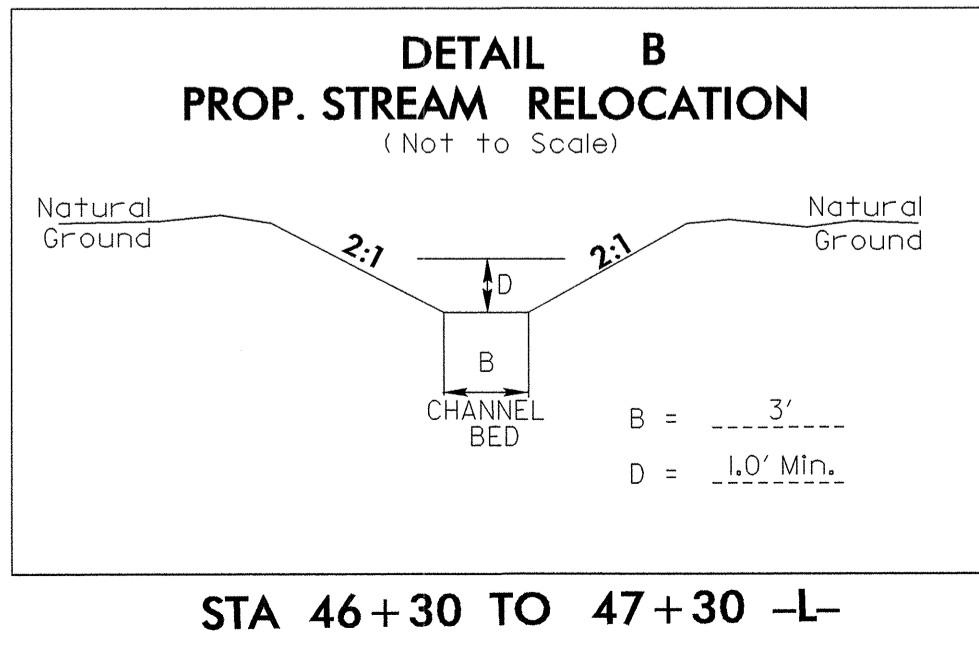 DETAIL B
PROP. STREAM RELOCATION
(Not to Scale)
Natural
Ground
2:1
D
2:1
Natural
Ground
B
CHANNEL
BED
B = 3'
D = 1.0' Min.
STA 46+30 TO 47+30 -L-